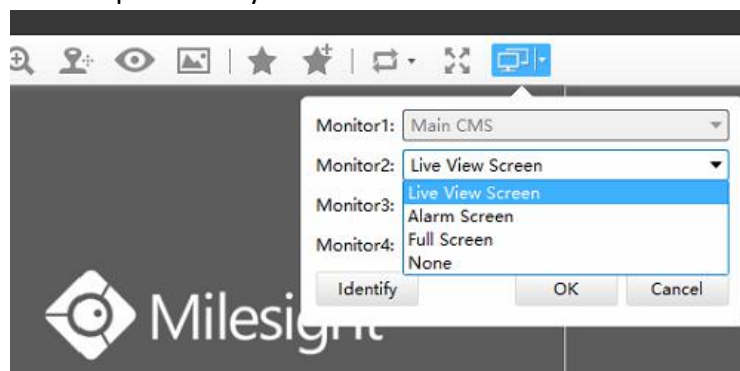 Monitor1: Main CMS
Monitor2: Live View Screen
Live View Screen
Monitor3:
Alarm Screen
Monitor4: Full Screen
None
Identify OK Cancel
Milesight